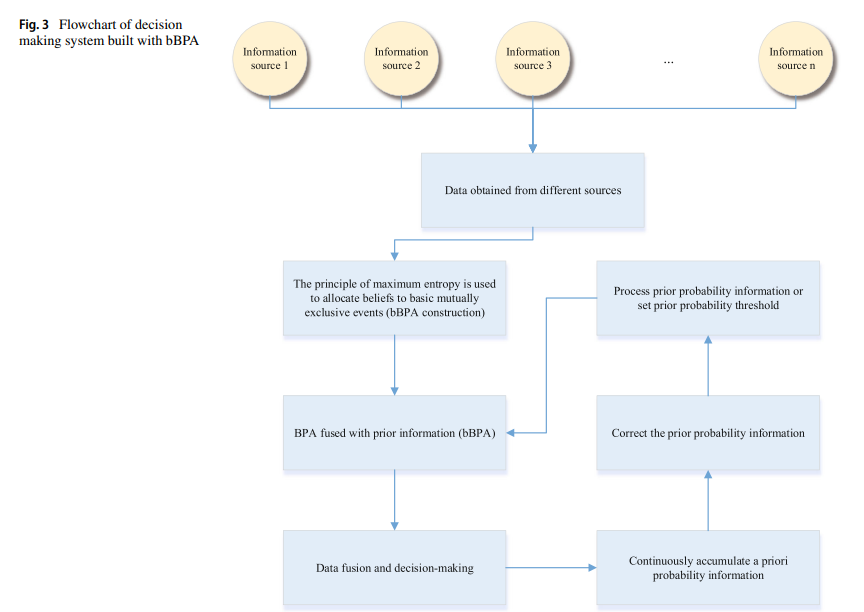 Fig. 3 Flowchart of decision
making system built with bBPA
Information
source 1
Information
source 2
Information
source 3
...
Information
source n
Data obtained from different sources
The principle of maximum entropy is used
to allocate beliefs to basic mutually
exclusive events (bBPA construction)
Process prior probability information or
set prior probability threshold
BPA fused with prior information (bBPA)
Correct the prior probability information
Data fusion and decision-making
Continuously accumulate a priori
probability information